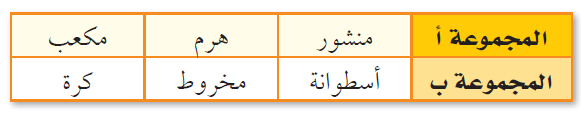 المجموعة أ منشور هرم مكعب
المجموعة ب أسطوانة مخروط كرة